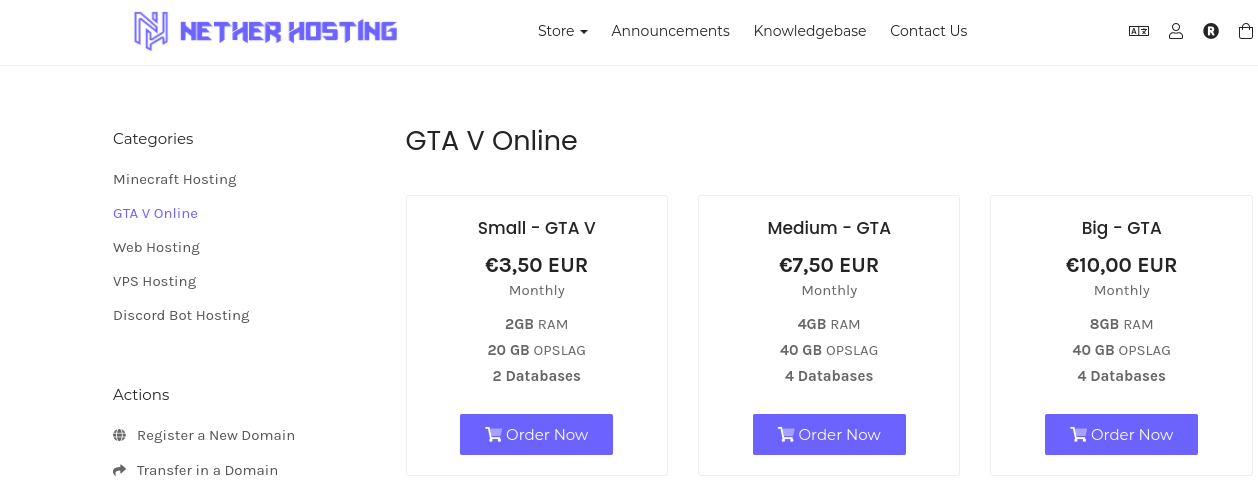 NETHER HOSTING
Store
Announcements
Knowledgebase
Contact Us
Categories
Minecraft Hosting
GTA V Online
Web Hosting
VPS Hosting
Discord Bot Hosting
Actions
Register a New Domain
Transfer in a Domain
GTA V Online
Small - GTA V
€3,50 EUR
Monthly
2GB RAM
20 GB OPSLAG
2 Databases
Order Now
Medium - GTA
€7,50 EUR
Monthly
4GB RAM
40 GB OPSLAG
4 Databases
Order Now
Big - GTA
€10,00 EUR
Monthly
8GB RAM
40 GB OPSLAG
4 Databases
Order Now